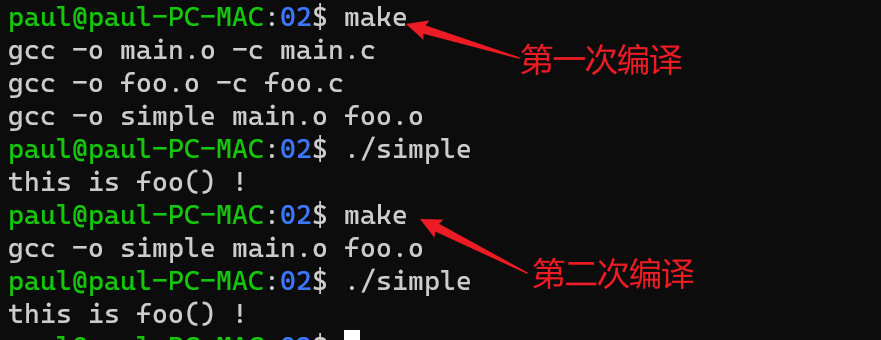 paul@paul-PC-MAC:02$ make
第一次编译
gcc -o main.o -c main.c
gcc -o foo.o -c foo.c
gcc -o simple main.o foo.o
paul@paul-PC-MAC:02$ ./simple
this is foo() !
paul@paul-PC-MAC:02$ make
gcc -o simple main.o foo.o
第二次编译
paul@paul-PC-MAC:02$ ./simple
this is foo() !